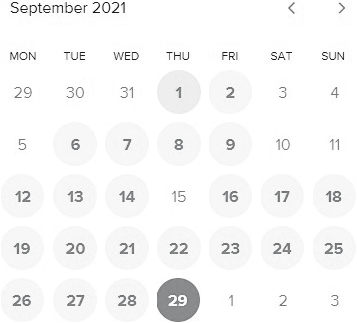 September 2021
MON TUE WED THU FRI SAT SUN
29 30 31 1 2 3 4
5 6 7 8 9 10 11
12 13 14 15 16 17 18
19 20 21 22 23 24 25
26 27 28 29 1 2 3